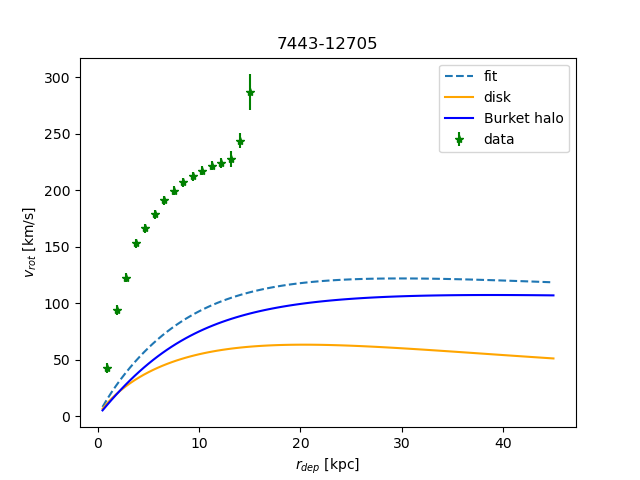 7443-12705
fit
disk
Burket halo
data
300
250
200
150
100
50
0
v_rot [km/s]
0 10 20 30 40
r_dep [kpc]